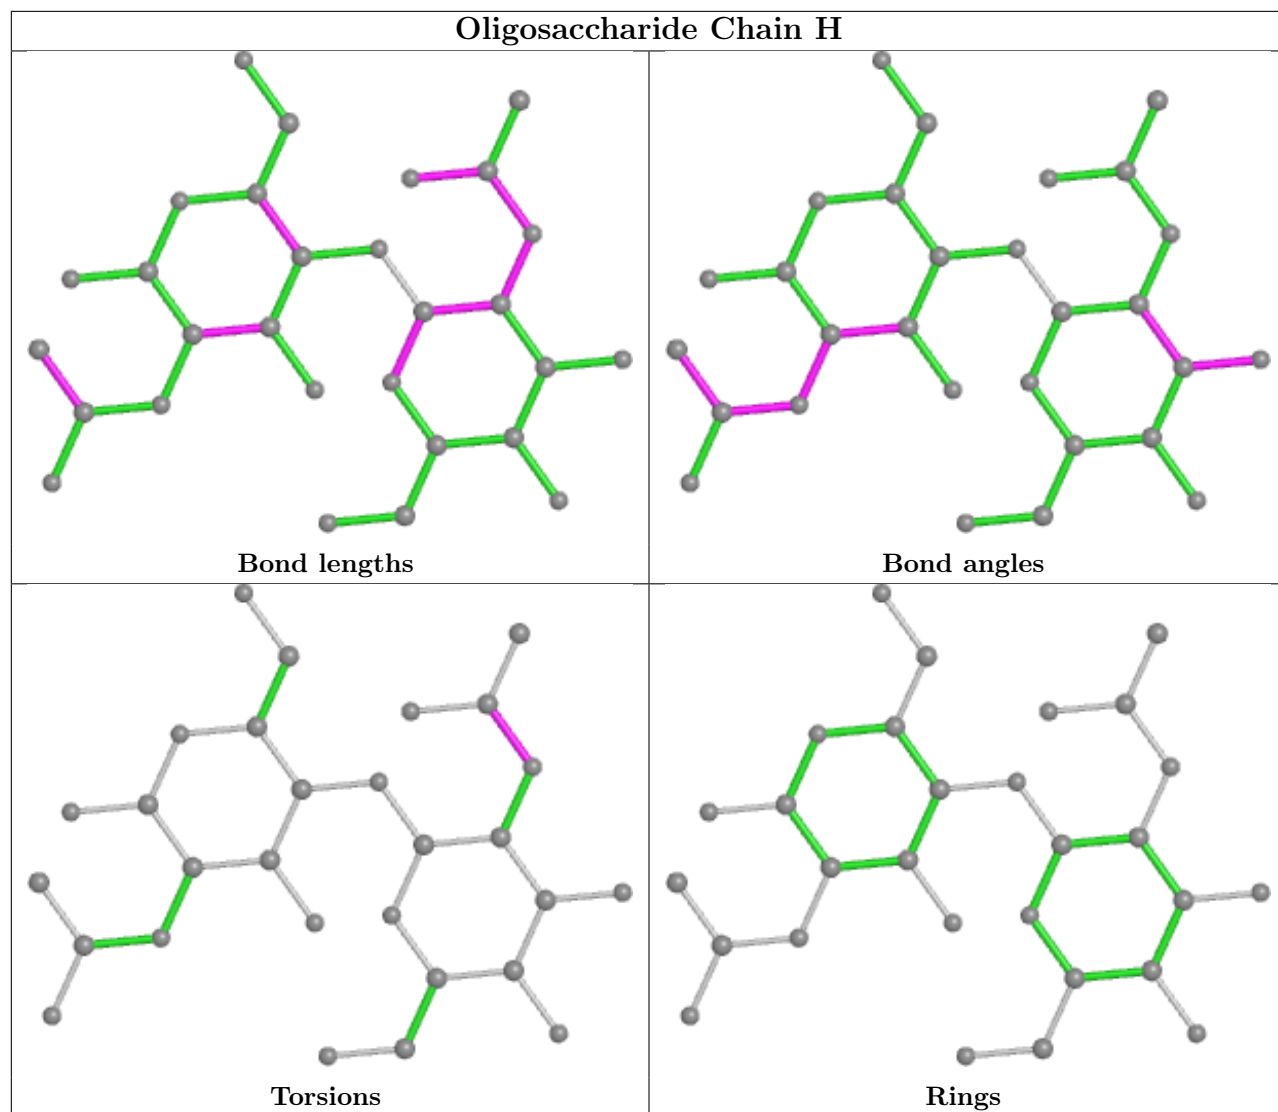 Oligosaccharide Chain H
Bond lengths
Bond angles
Torsions
Rings